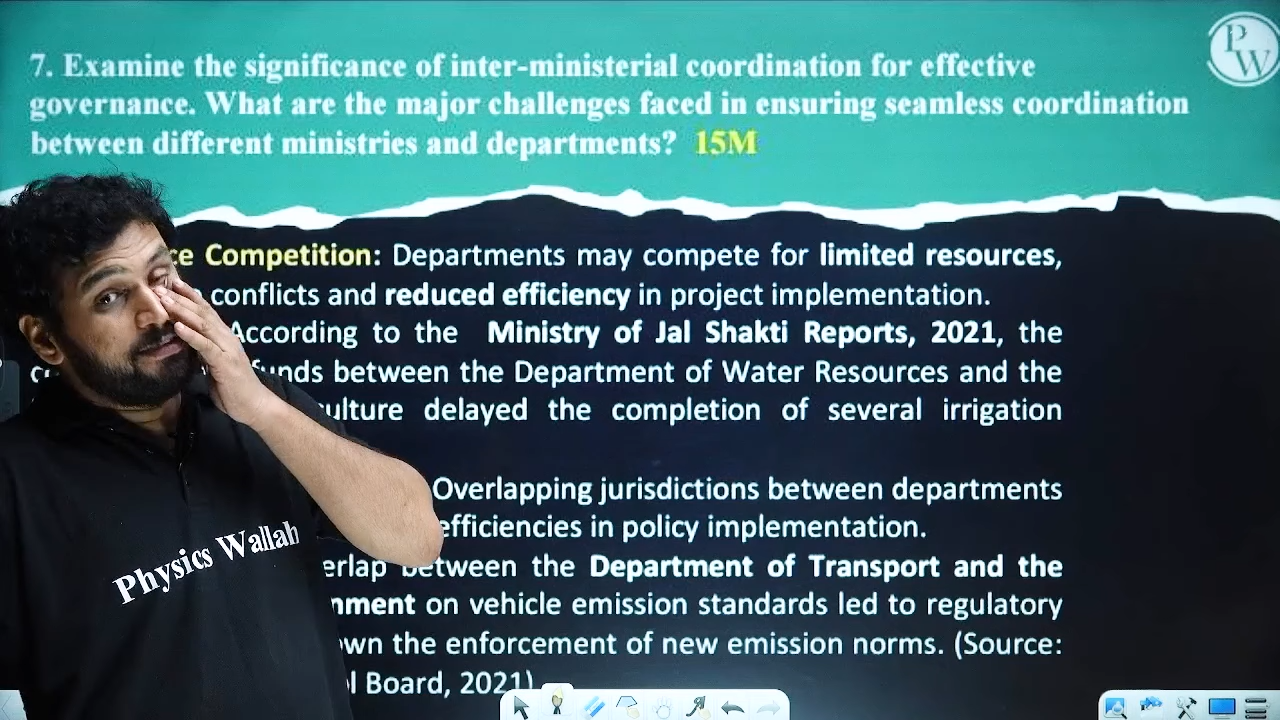 7. Examine the significance of inter-ministerial coordination for effective
governance. What are the major challenges faced in ensuring seamless coordination
between different ministries and departments? 15M
PW
Competition: Departments may compete for limited resources,
conflicts and reduced efficiency in project implementation.
According to the Ministry of Jal Shakti Reports, 2021, the
funds between the Department of Water Resources and the
culture delayed the completion of several irrigation
Overlapping jurisdictions between departments
efficiencies in policy implementation.
erlap between the Department of Transport and the
nment on vehicle emission standards led to regulatory
own the enforcement of new emission norms. (Source:
l Board, 2021)
Physics Wallah